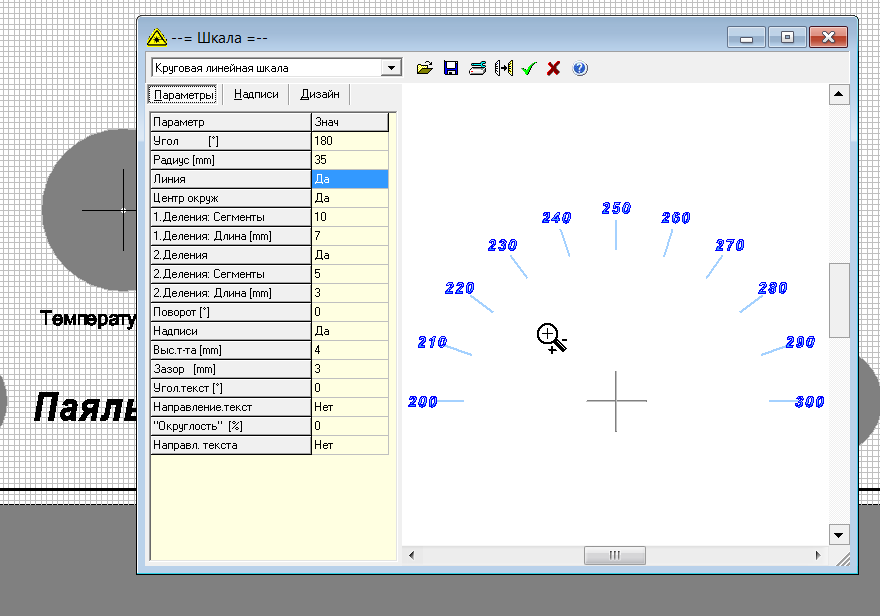 --= Шкала =--
Круговая линейная шкала
Параметры Надписи Дизайн
Параметр Знач
Угол [°] 180
Радиус [mm] 35
Линия Да
Центр окруж Да
1.Деления: Сегменты 10
1.Деления: Длина [mm] 7
2.Деления Да
2.Деления: Сегменты 5
2.Деления: Длина [mm] 3
Поворот [°] 0
Надписи Да
Выс.т-та [mm] 4
Зазор [mm] 3
Угол.текст [°] 0
Направление.текст Нет
"Округлость" [%] 0
Направл. текста Нет
200
210
220
230
240
250
260
270
280
290
300
Температу
Паяль